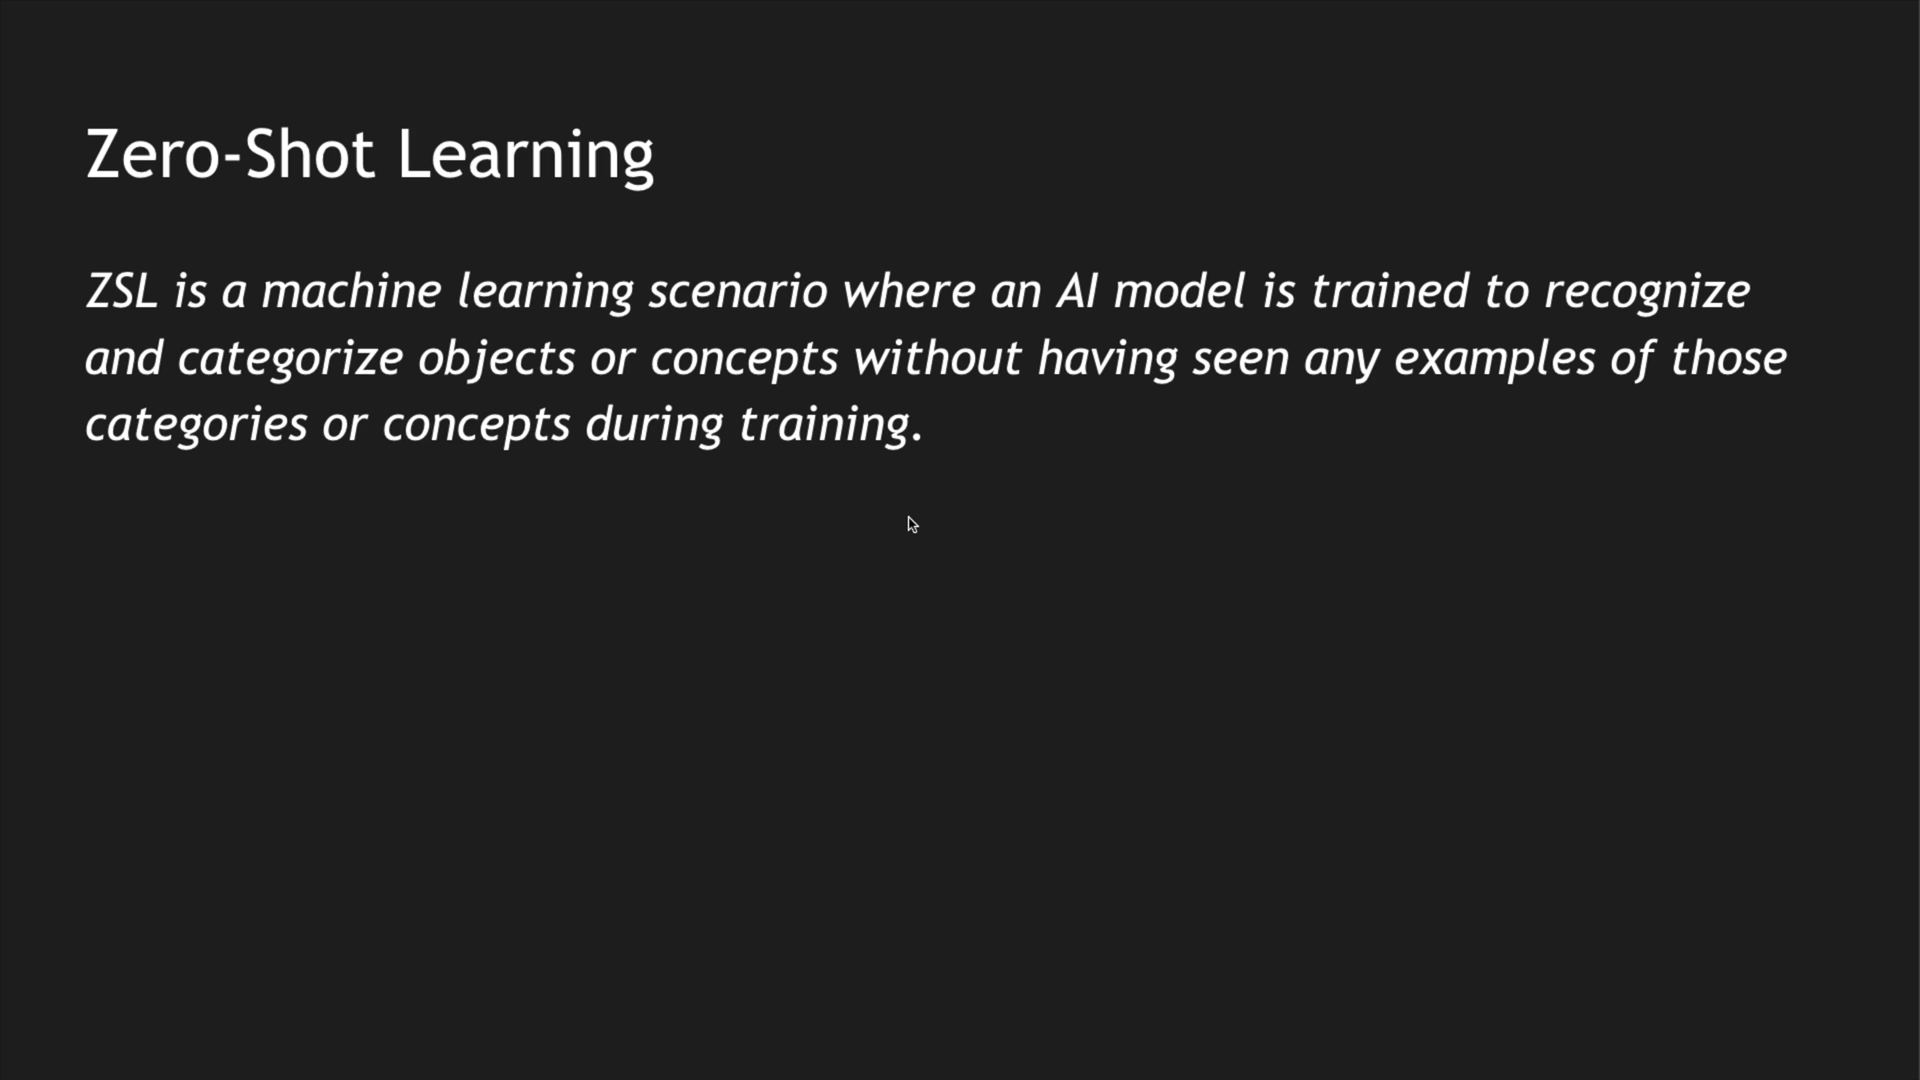 Zero-Shot Learning
ZSL is a machine learning scenario where an AI model is trained to recognize
and categorize objects or concepts without having seen any examples of those
categories or concepts during training.